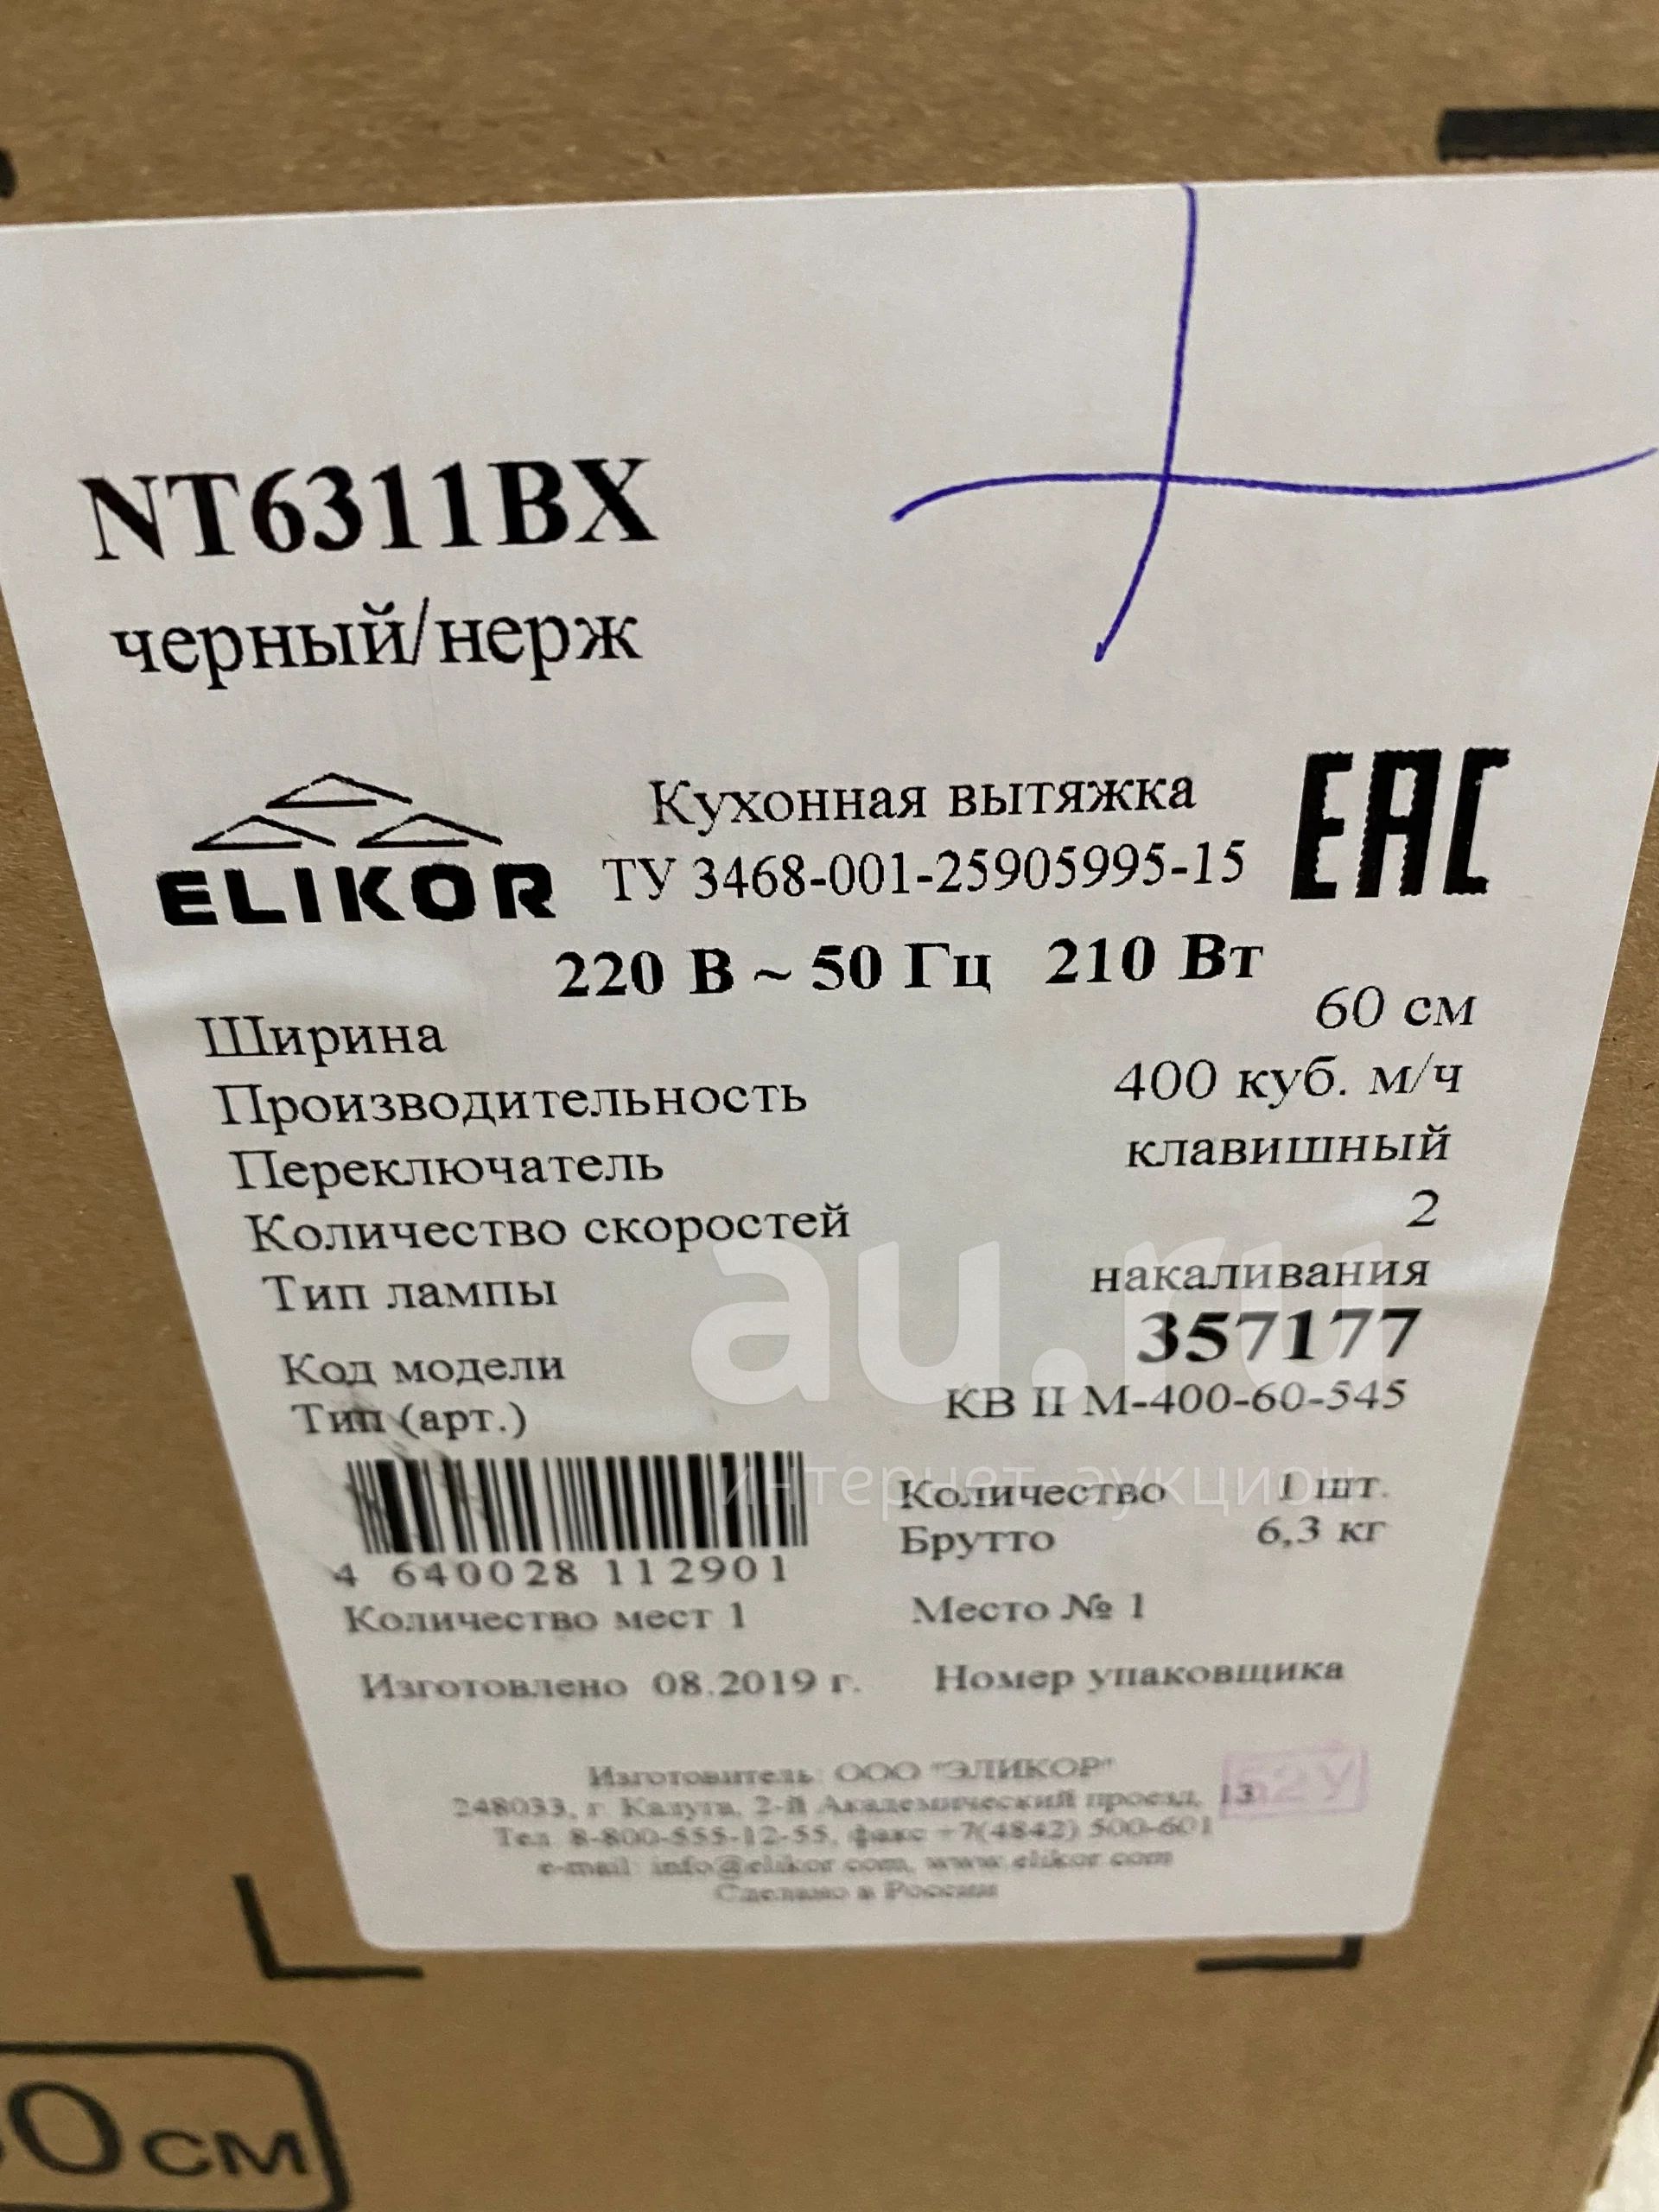 NT6311BX
черный/нерж
ELIKOR
Кухонная вытяжка
ТУ 3468-001-25905995-15
EAC
220 В ~ 50 Гц 210 Вт
Ширина 60 см
Производительность 400 куб. м/ч
Переключатель клавишный
Количество скоростей 2
Тип лампы накаливания
Код модели 357177
Тип (арт.) КВ II М-400-60-545
au.ru
интернет-аукцион
Количество 1 шт.
Брутто 6,3 кг
4 640028 112901
Количество мест 1 Место № 1
Изготовлено 08.2019 г. Номер упаковщика
Изготовитель: ООО "ЭЛИКОР"
248033, г. Калуга, 2-й Академический проезд, 13
Тел. 8-800-555-12-55, факс +7(4842) 500-601
e-mail: info@elikor.com, www.elikor.com
Сделано в России
см